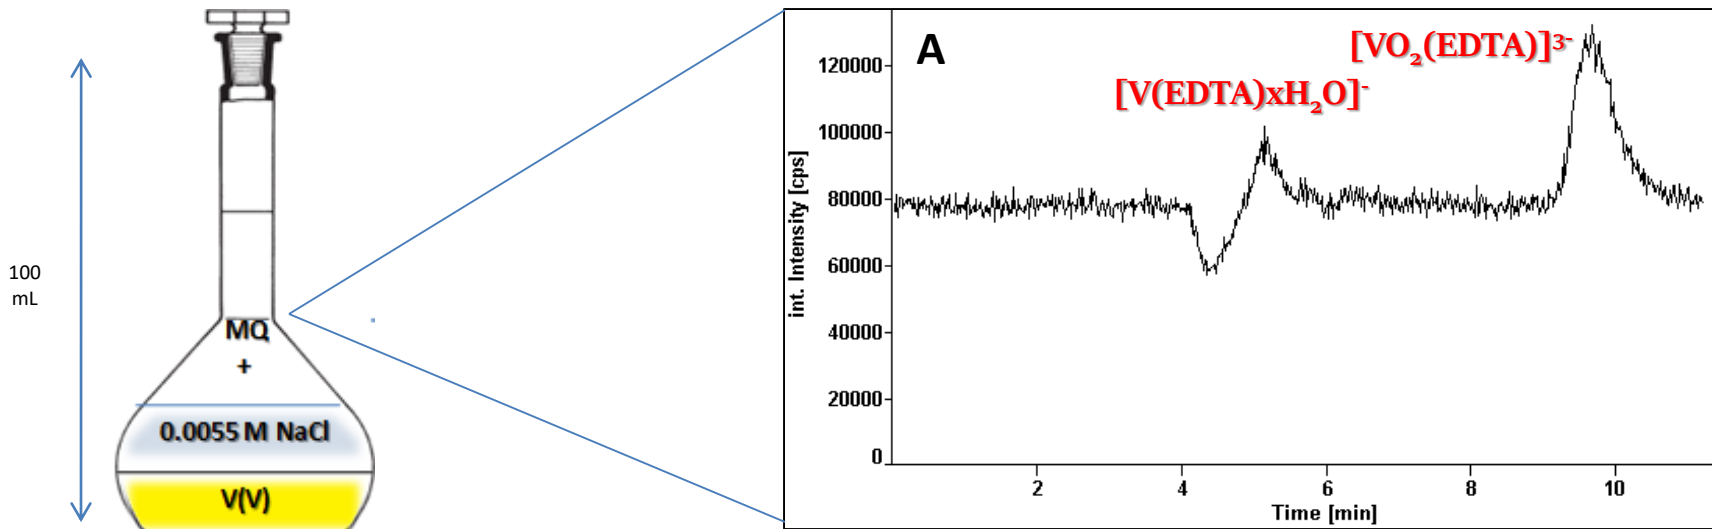 100
mL
MQ
+
0.0055 M NaCl
V(V)
A
[V(EDTA)xH₂O]⁻
[VO₂(EDTA)]³⁻
int. Intensity [cps]
120000
100000
80000
60000
40000
20000
0
2 4 6 8 10
Time [min]